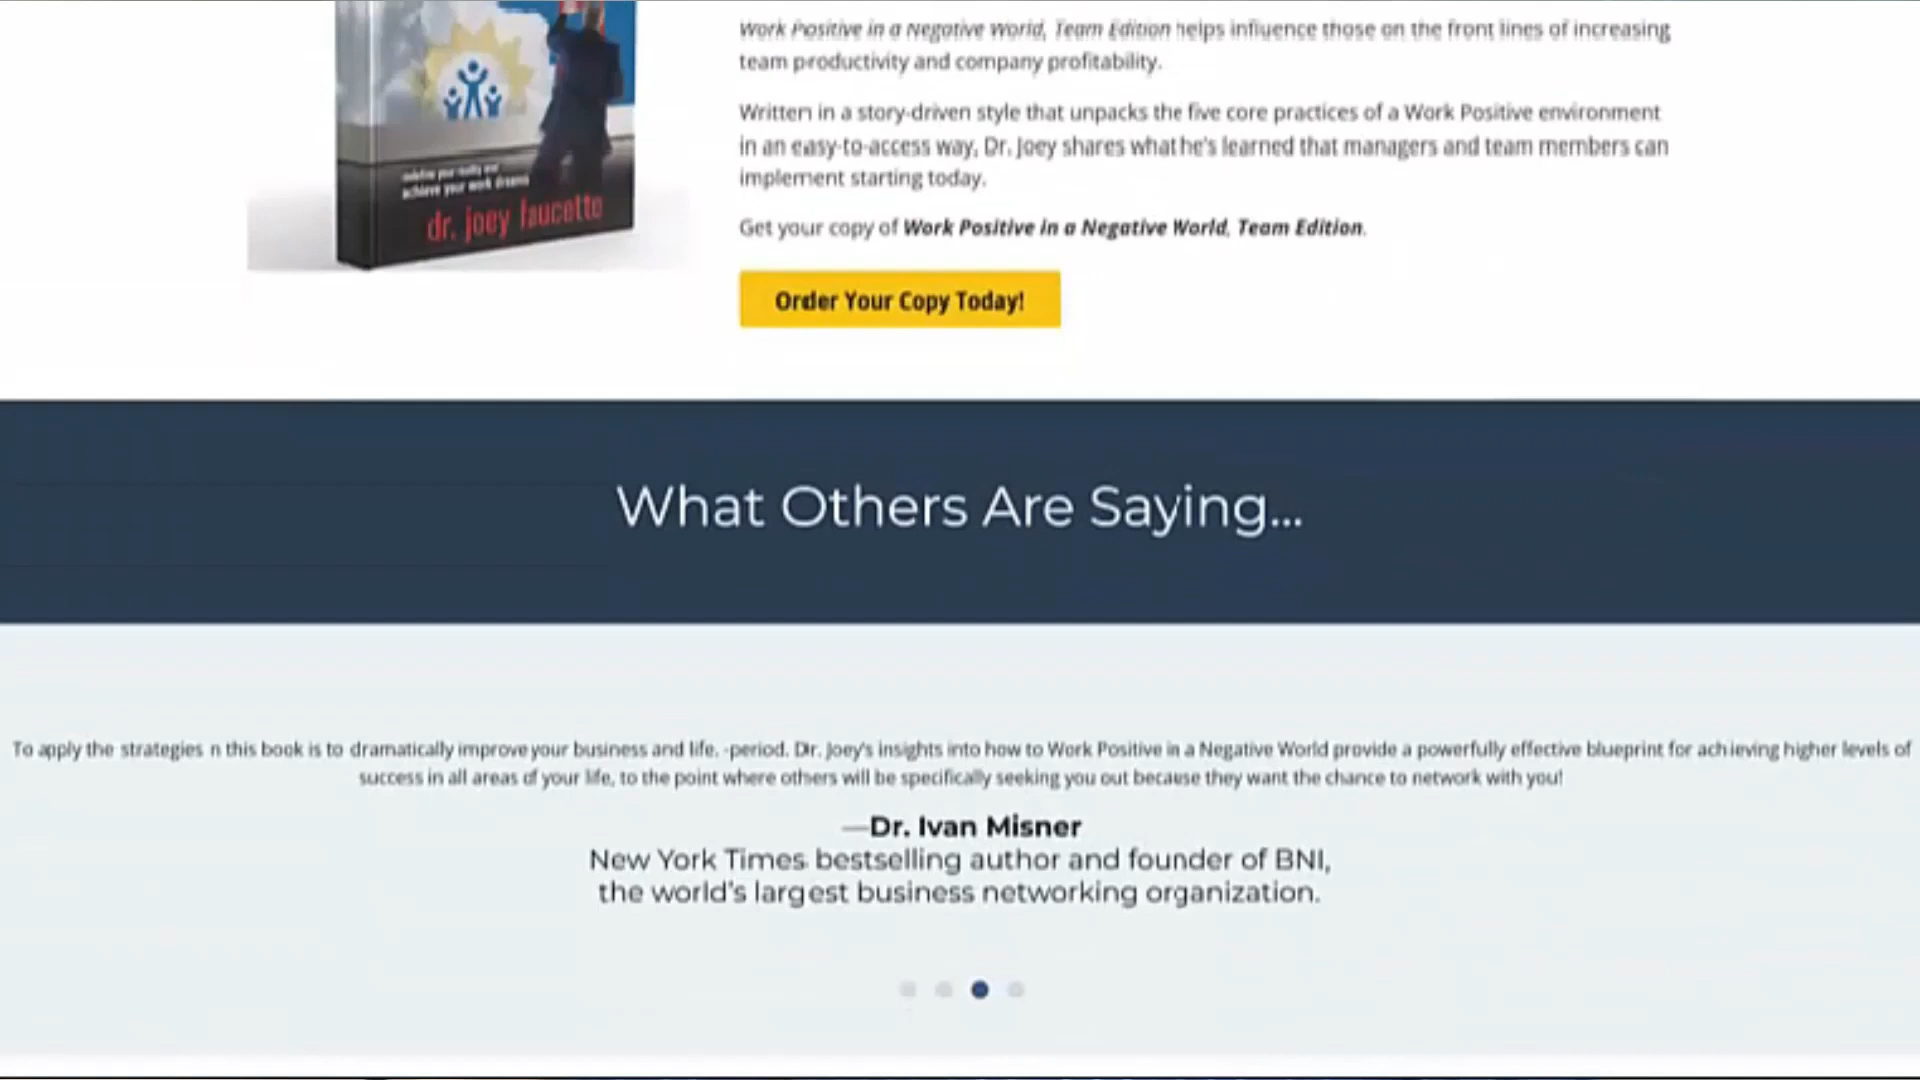 Work Positive in a Negative World, Team Edition helps influence those on the front lines of increasing
team productivity and company profitability.
Written in a story-driven style that unpacks the five core practices of a Work Positive environment
in an easy-to-access way, Dr. Joey shares what he's learned that managers and team members can
implement starting today.
Get your copy of Work Positive in a Negative World, Team Edition.
redefine your reality and
achieve your work dreams
dr. joey faucette
Order Your Copy Today!
What Others Are Saying...
To apply the strategies n this book is to dramatically improve your business and life, -period. Dr. Joey's insights into how to Work Positive in a Negative World provide a powerfully effective blueprint for achieving higher levels of
success in all areas of your life, to the point where others will be specifically seeking you out because they want the chance to network with you!
—Dr. Ivan Misner
New York Times bestselling author and founder of BNI,
the world's largest business networking organization.